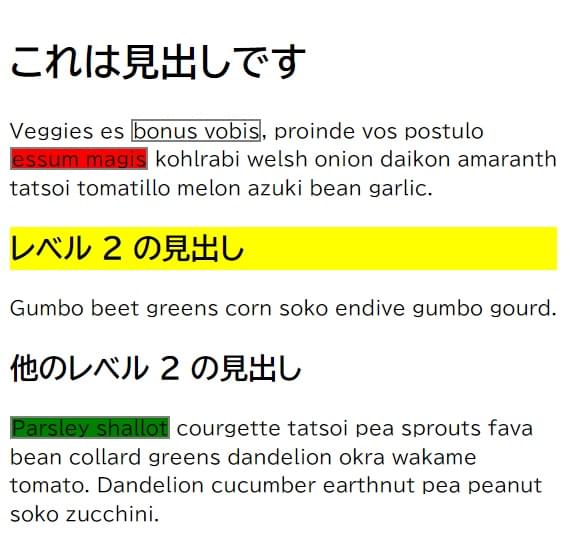 これは見出しです
Veggies es bonus vobis, proinde vos postulo
essum magis kohlrabi welsh onion daikon amaranth
tatsoi tomatillo melon azuki bean garlic.
レベル 2 の見出し
Gumbo beet greens corn soko endive gumbo gourd.
他のレベル 2 の見出し
Parsley shallot courgette tatsoi pea sprouts fava
bean collard greens dandelion okra wakame
tomato. Dandelion cucumber earthnut pea peanut
soko zucchini.